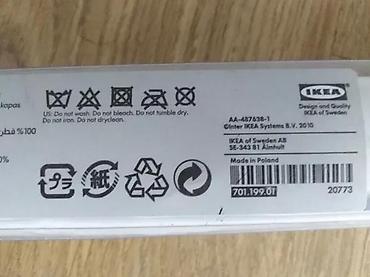 kapas
US: Do not wash. Do not bleach. Do not tumble dry.
Do not iron. Do not dryclean.
100% قطن
0%
プラ
紙
IKEA
Design and Quality
IKEA of Sweden
AA-487638-1
©Inter IKEA Systems B.V. 2010
IKEA of Sweden AB
SE-343 81 Älmhult
Made in Poland
701.199.01
20773